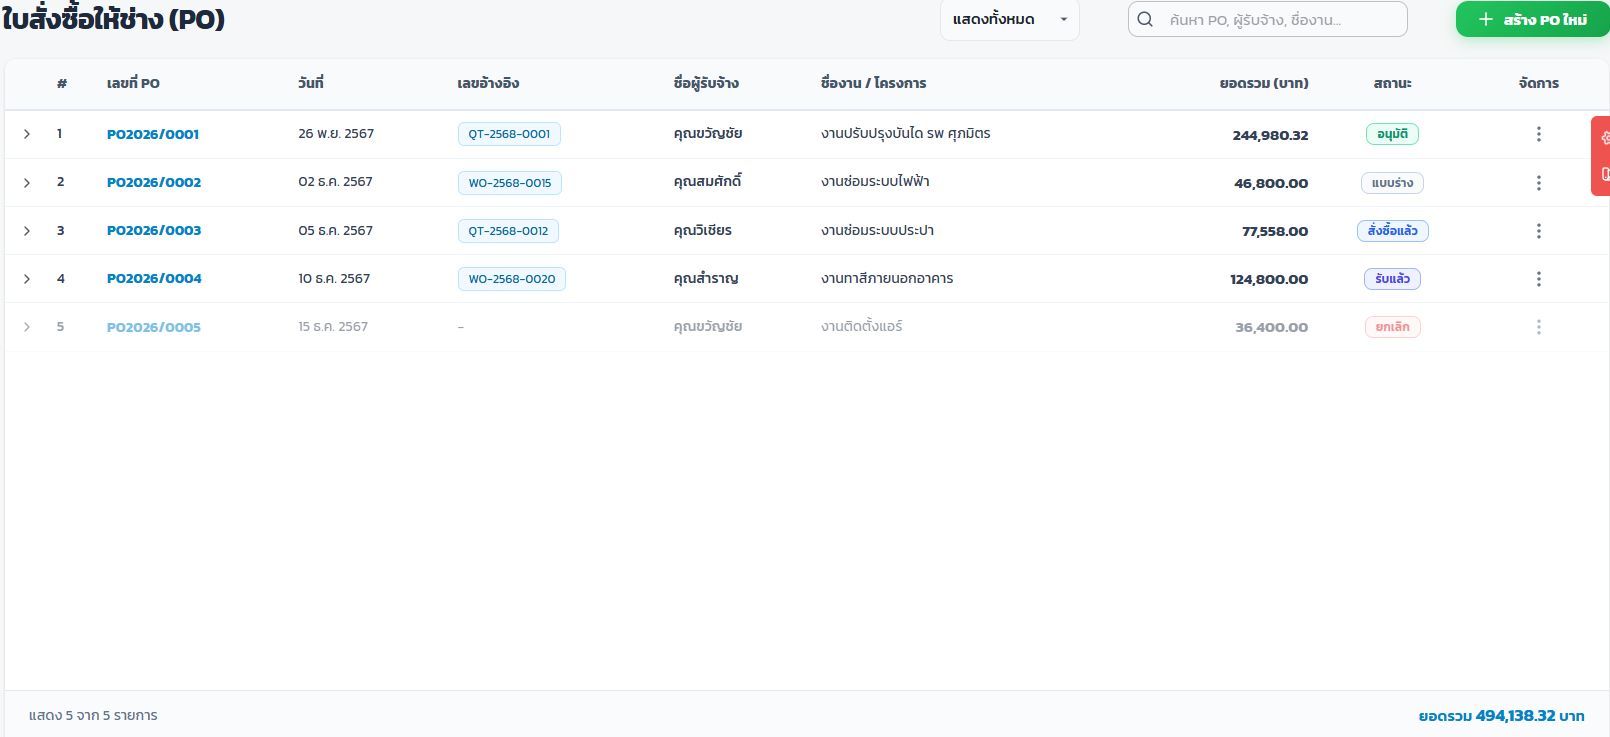 ใบสั่งซื้อให้ช่าง (PO)
แสดงทั้งหมด
ค้นหา PO, ผู้รับจ้าง, ชื่องาน...
สร้าง PO ใหม่
# เลขที่ PO วันที่ เลขอ้างอิง ชื่อผู้รับจ้าง ชื่องาน / โครงการ ยอดรวม (บาท) สถานะ จัดการ
1 PO2026/0001 26 พ.ย. 2567 QT-2568-0001 คุณขวัญชัย งานปรับปรุงบันได รพ ศุภมิตร 244,980.32 อนุมัติ
2 PO2026/0002 02 ธ.ค. 2567 WO-2568-0015 คุณสมศักดิ์ งานซ่อมระบบไฟฟ้า 46,800.00 แบบร่าง
3 PO2026/0003 05 ธ.ค. 2567 QT-2568-0012 คุณวิเชียร งานซ่อมระบบประปา 77,558.00 สั่งซื้อแล้ว
4 PO2026/0004 10 ธ.ค. 2567 WO-2568-0020 คุณสำราญ งานทาสีภายนอกอาคาร 124,800.00 รับแล้ว
5 PO2026/0005 15 ธ.ค. 2567 - คุณขวัญชัย งานติดตั้งแอร์ 36,400.00 ยกเลิก
แสดง 5 จาก 5 รายการ
ยอดรวม 494,138.32 บาท